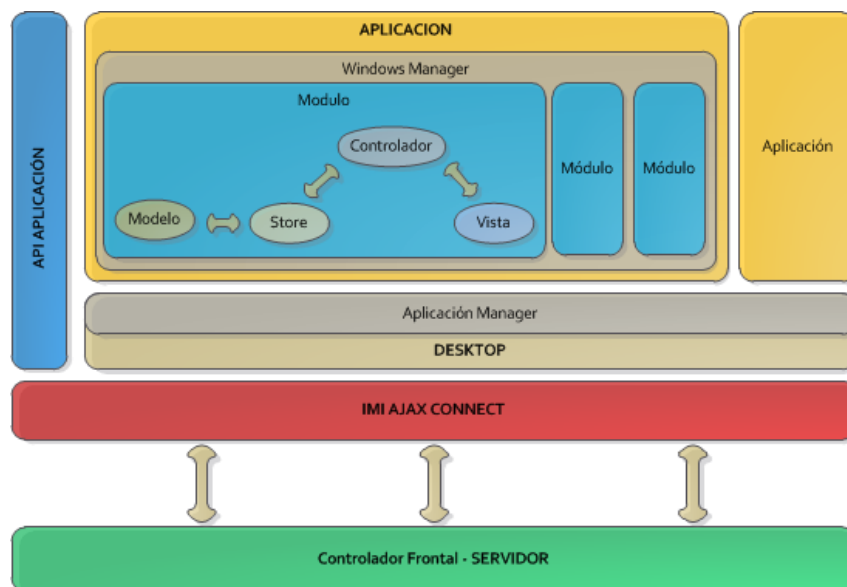 APLICACION
Windows Manager
Modulo
Controlador
Modelo
Store
Vista
Módulo
Módulo
Aplicación
API APLICACIÓN
Aplicación Manager
DESKTOP
IMI AJAX CONNECT
Controlador Frontal - SERVIDOR